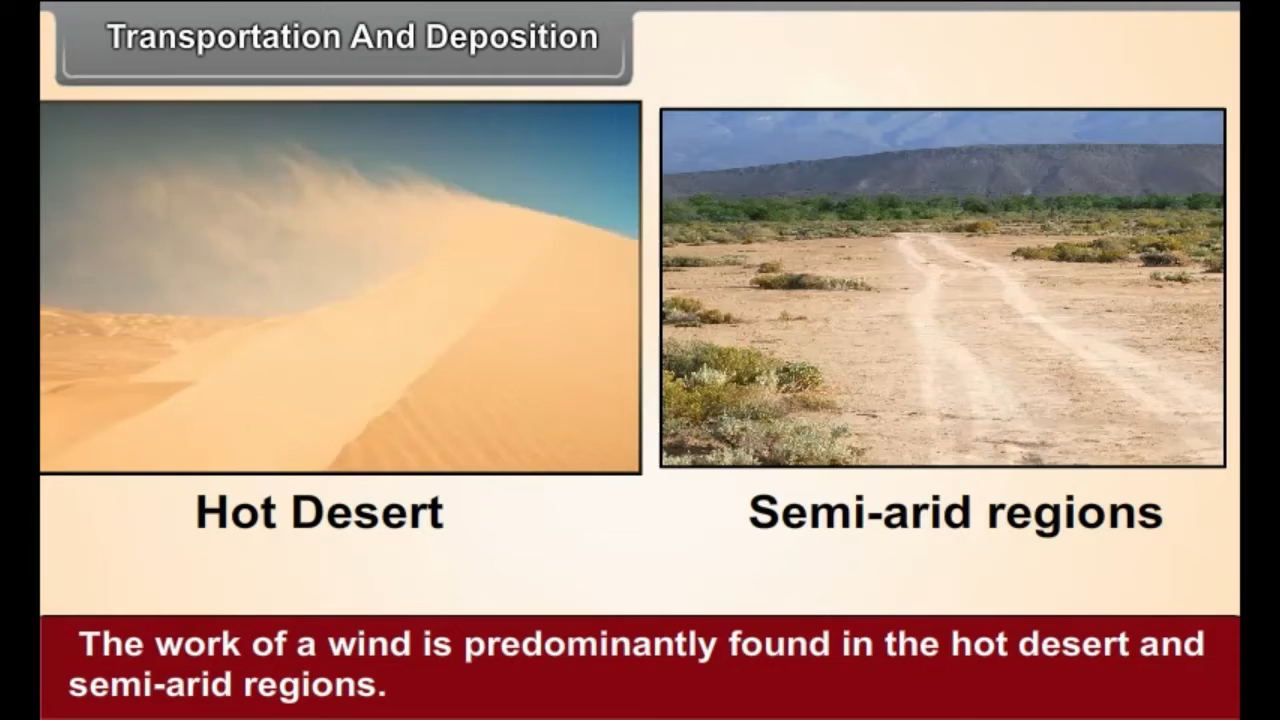 Transportation And Deposition
Hot Desert
Semi-arid regions
The work of a wind is predominantly found in the hot desert and
semi-arid regions.